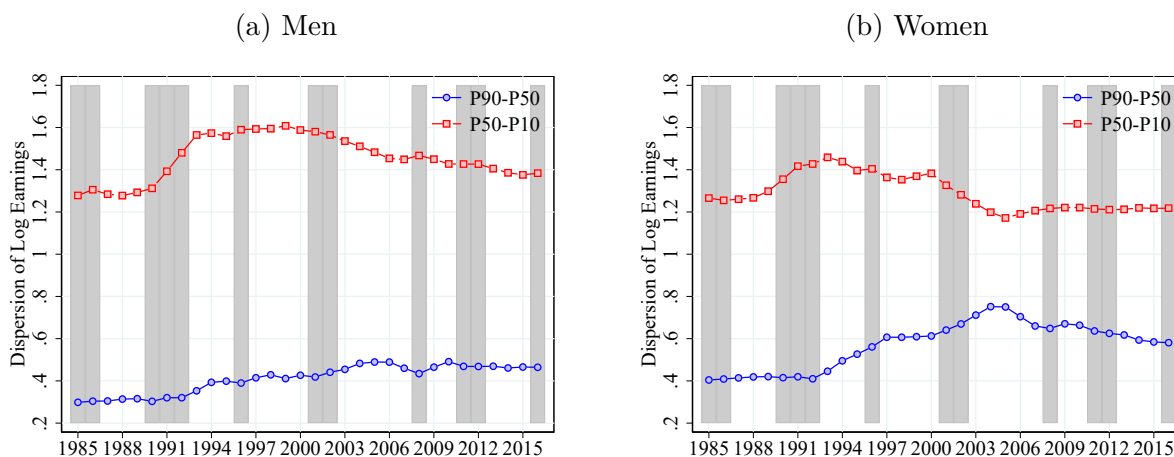 (a) Men
Dispersion of Log Earnings
.2 .4 .6 .8 1 1.2 1.4 1.6 1.8
P90-P50
P50-P10
1985 1988 1991 1994 1997 2000 2003 2006 2009 2012 2015
(b) Women
Dispersion of Log Earnings
.2 .4 .6 .8 1 1.2 1.4 1.6 1.8
P90-P50
P50-P10
1985 1988 1991 1994 1997 2000 2003 2006 2009 2012 2015